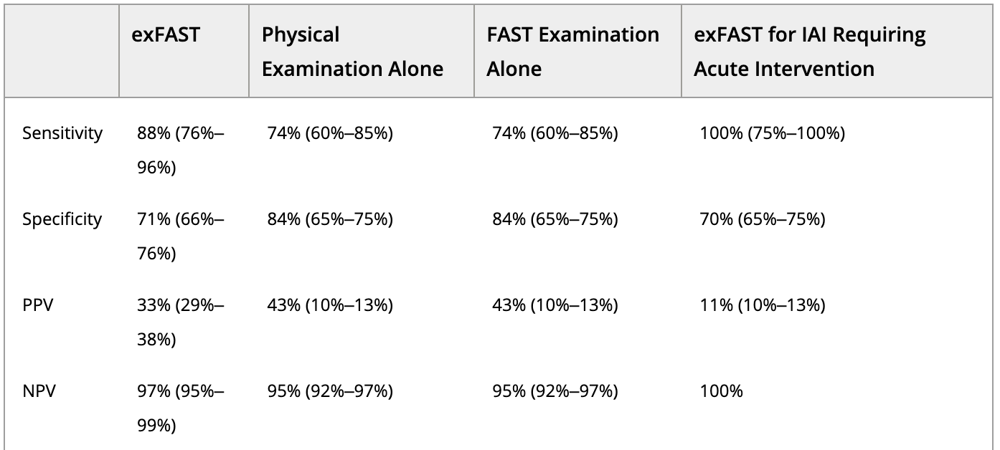 exFAST
Physical
Examination Alone
FAST Examination
Alone
exFAST for IAI Requiring
Acute Intervention
Sensitivity
88% (76%–
96%)
74% (60%–85%)
74% (60%–85%)
100% (75%–100%)
Specificity
71% (66%–
76%)
84% (65%–75%)
84% (65%–75%)
70% (65%–75%)
PPV
33% (29%–
38%)
43% (10%–13%)
43% (10%–13%)
11% (10%–13%)
NPV
97% (95%–
99%)
95% (92%–97%)
95% (92%–97%)
100%